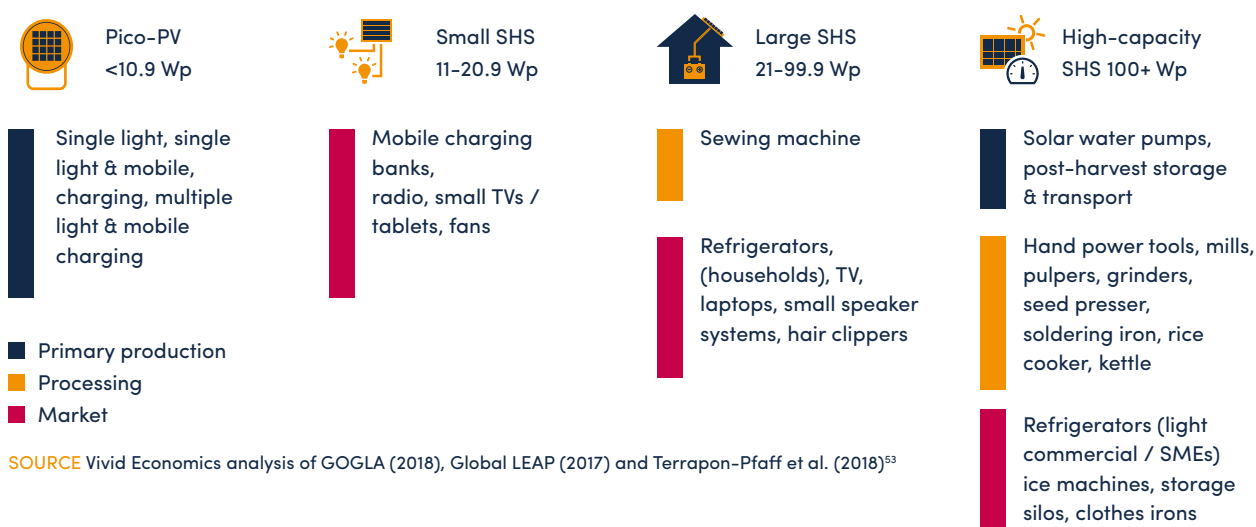 Pico-PV
<10.9 Wp
Single light, single
light & mobile,
charging, multiple
light & mobile
charging
Small SHS
11-20.9 Wp
Mobile charging
banks,
radio, small TVs /
tablets, fans
Large SHS
21-99.9 Wp
Sewing machine
Refrigerators,
(households), TV,
laptops, small speaker
systems, hair clippers
High-capacity
SHS 100+ Wp
Solar water pumps,
post-harvest storage
& transport
Hand power tools, mills,
pulpers, grinders,
seed presser,
soldering iron, rice
cooker, kettle
Refrigerators (light
commercial / SMEs)
ice machines, storage
silos, clothes irons
Primary production
Processing
Market
SOURCE Vivid Economics analysis of GOGLA (2018), Global LEAP (2017) and Terrapon-Pfaff et al. (2018)53